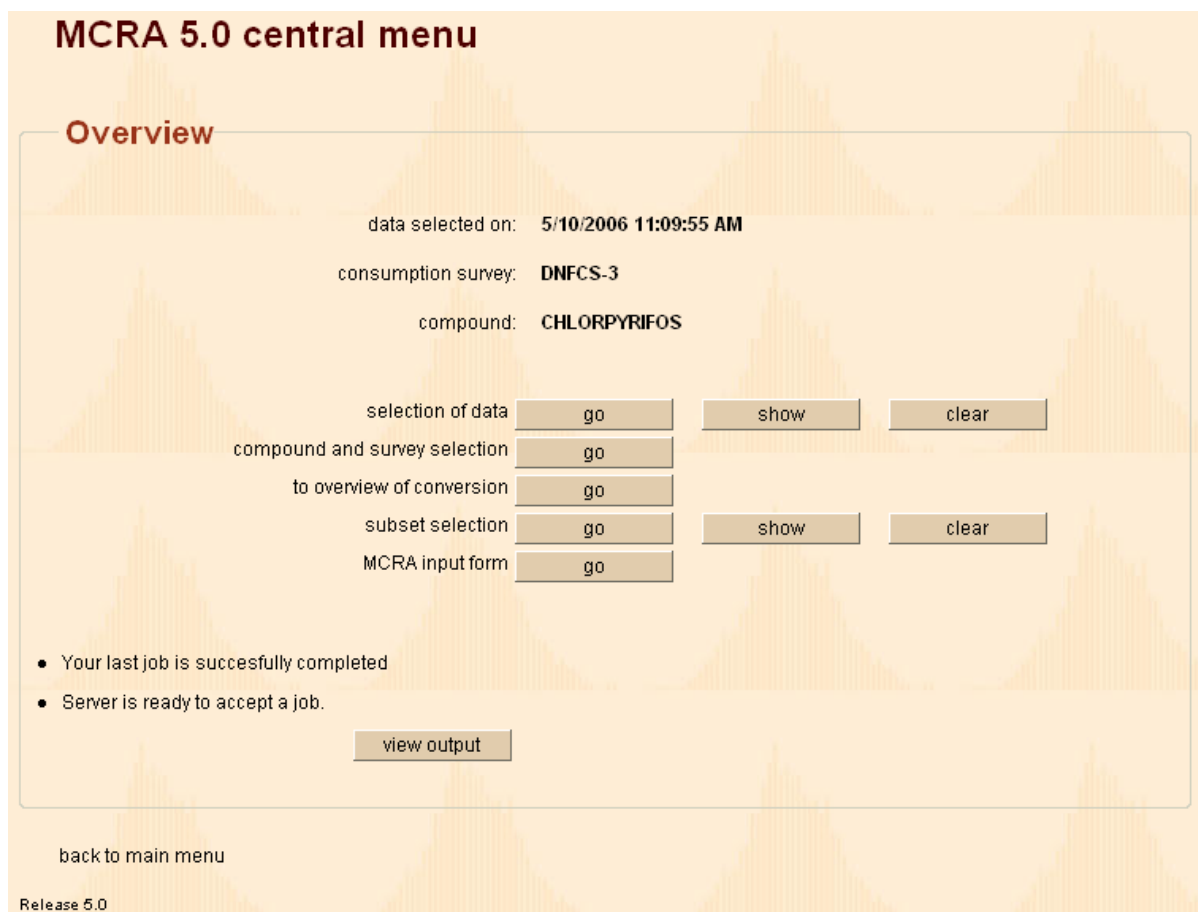 MCRA 5.0 central menu
Overview
data selected on: 5/10/2006 11:09:55 AM
consumption survey: DNFCS-3
compound: CHLORPYRIFOS
selection of data go show clear
compound and survey selection go
to overview of conversion go
subset selection go show clear
MCRA input form go
• Your last job is succesfully completed
• Server is ready to accept a job.
view output
back to main menu
Release 5.0